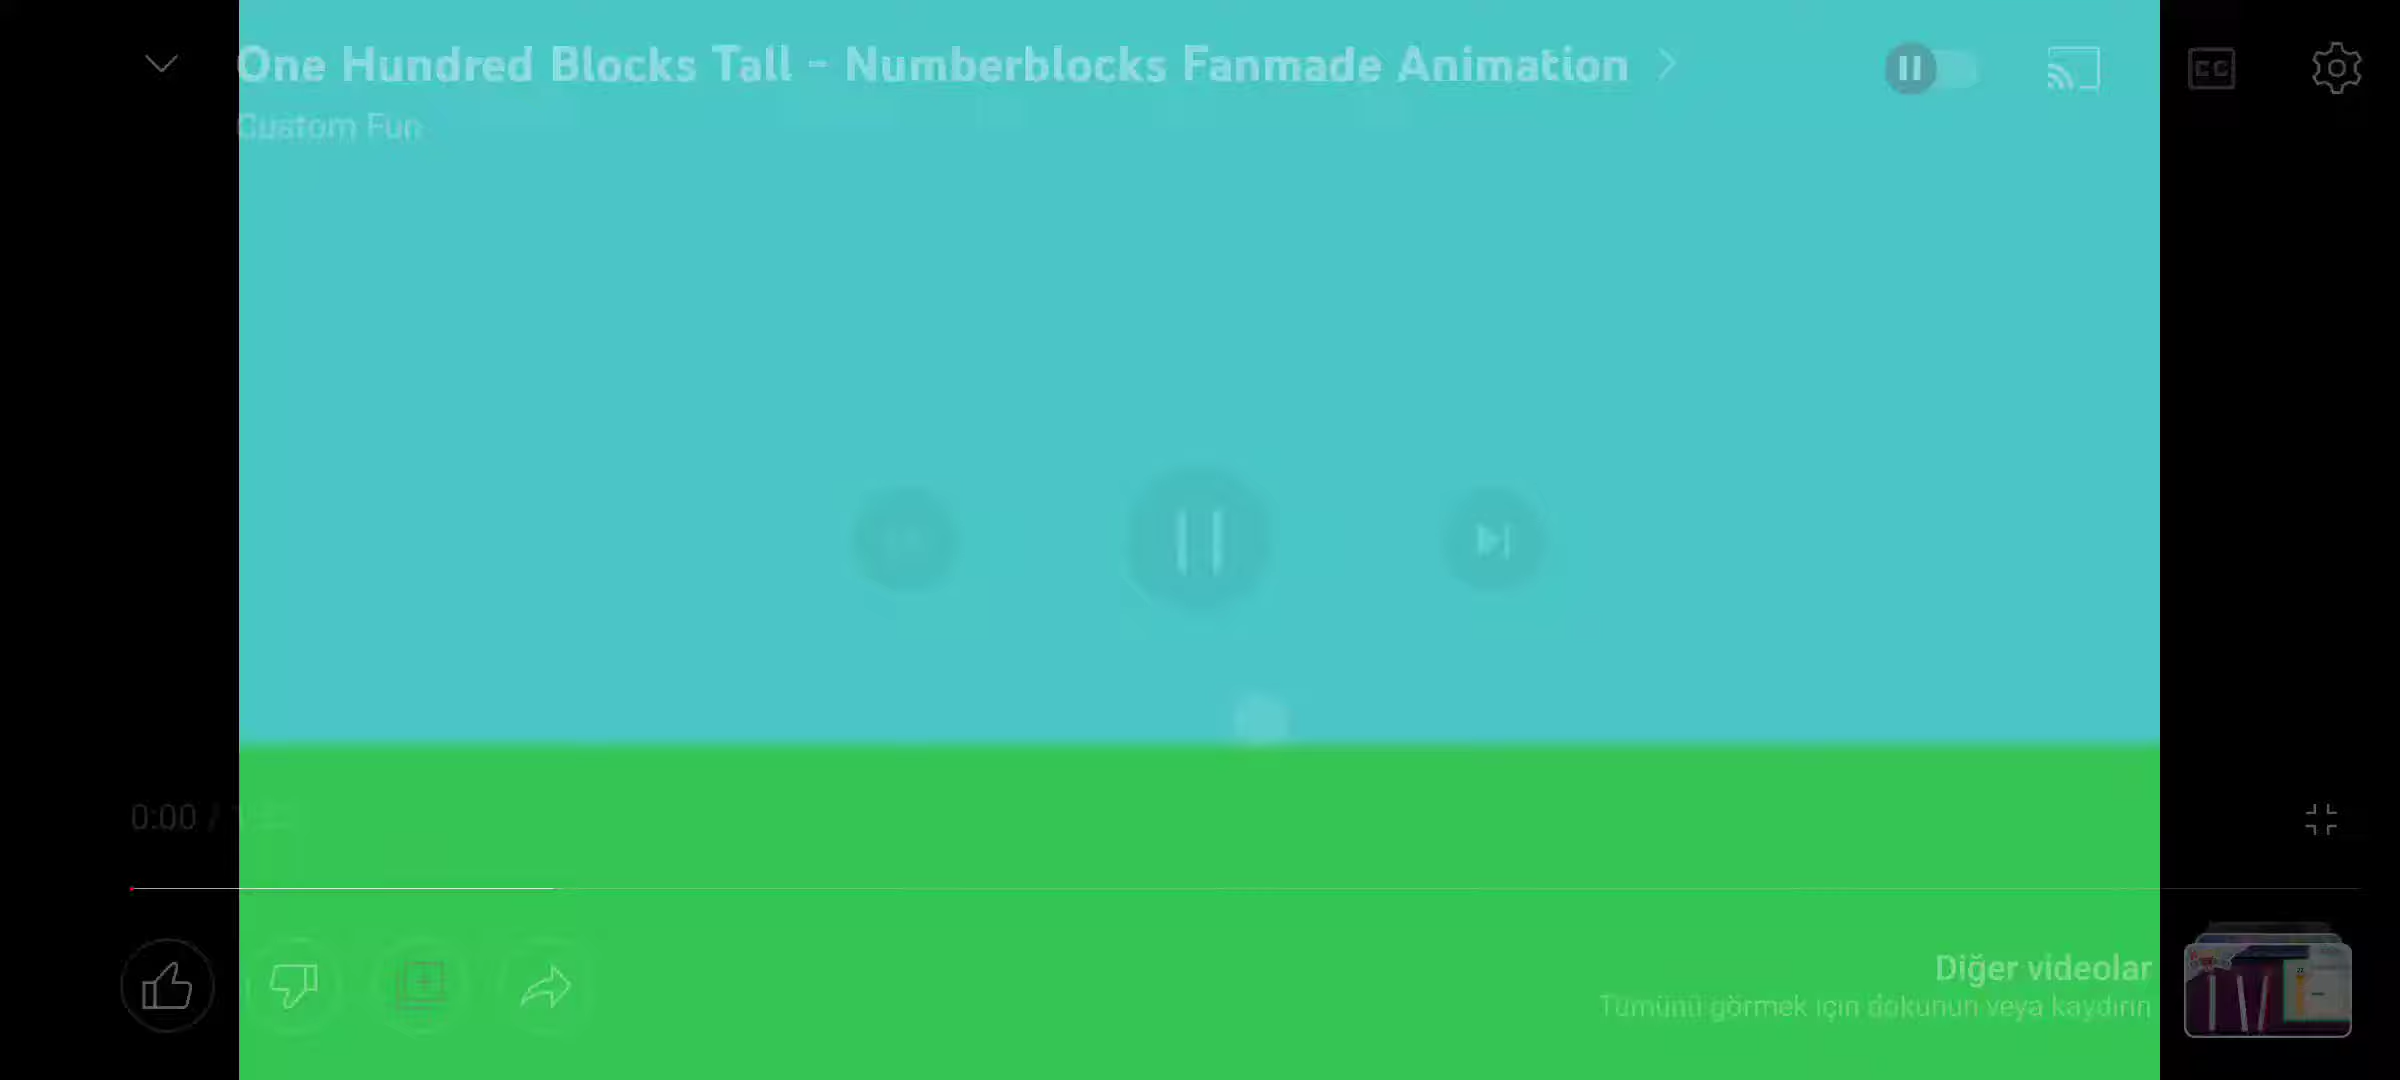 One Hundred Blocks Tall - Numberblocks Fanmade Animation
Custom Fun
CC
0:00 /
Diğer videolar
Tümünü görmek için dokunun veya kaydırın